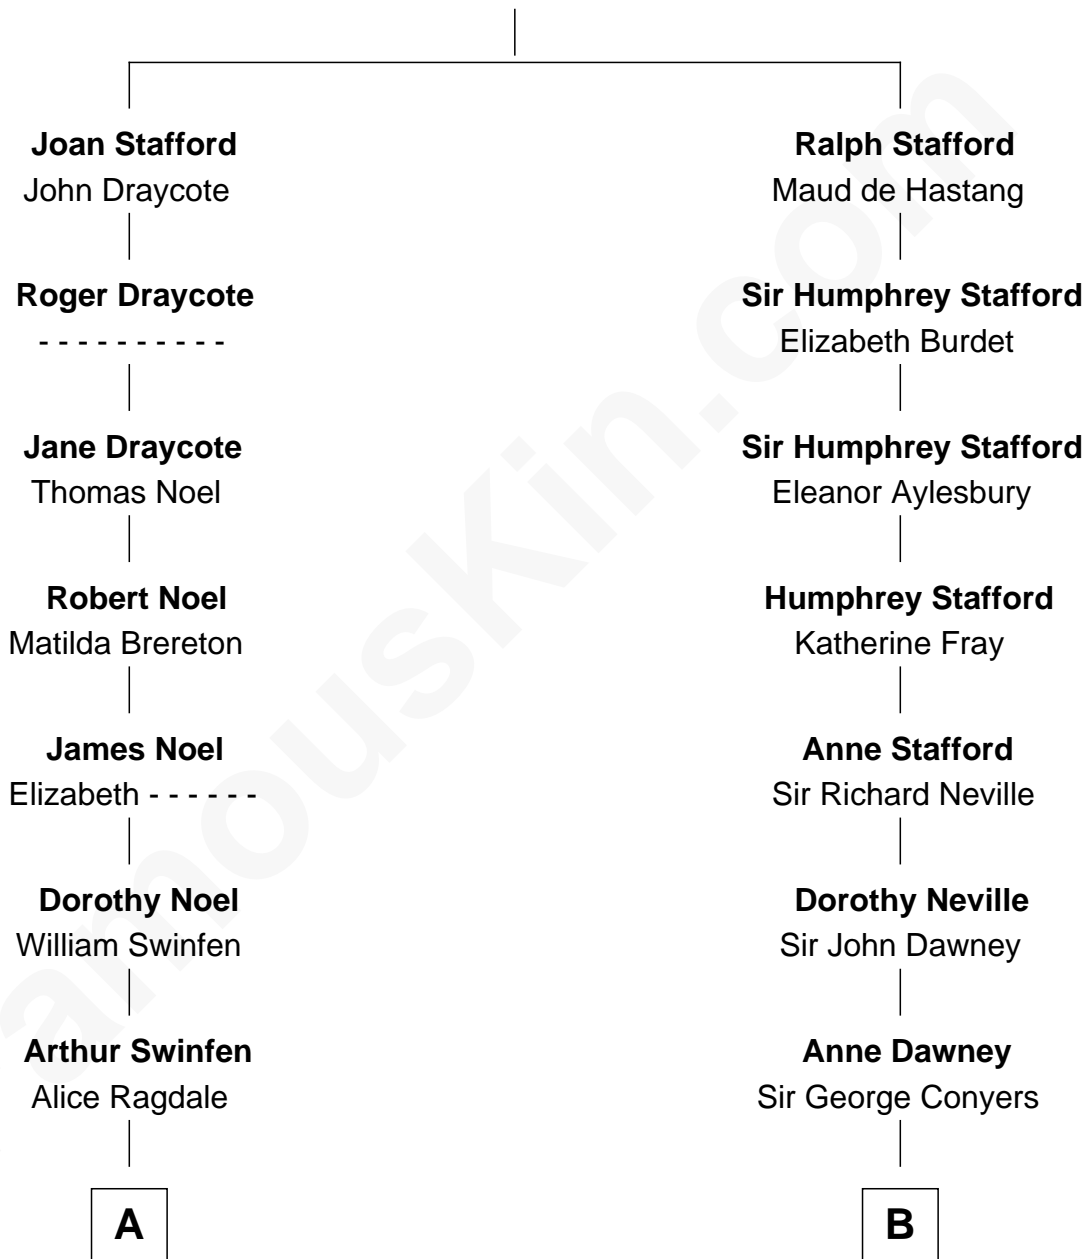 Joan Stafford
John Draycote
Roger Draycote
- - - - - - - - - -
Jane Draycote
Thomas Noel
Robert Noel
Matilda Brereton
James Noel
Elizabeth - - - - - -
Dorothy Noel
William Swinfen
Arthur Swinfen
Alice Ragdale
A
Ralph Stafford
Maud de Hastang
Sir Humphrey Stafford
Elizabeth Burdet
Sir Humphrey Stafford
Eleanor Aylesbury
Humphrey Stafford
Katherine Fray
Anne Stafford
Sir Richard Neville
Dorothy Neville
Sir John Dawney
Anne Dawney
Sir George Conyers
B
amousKin.com